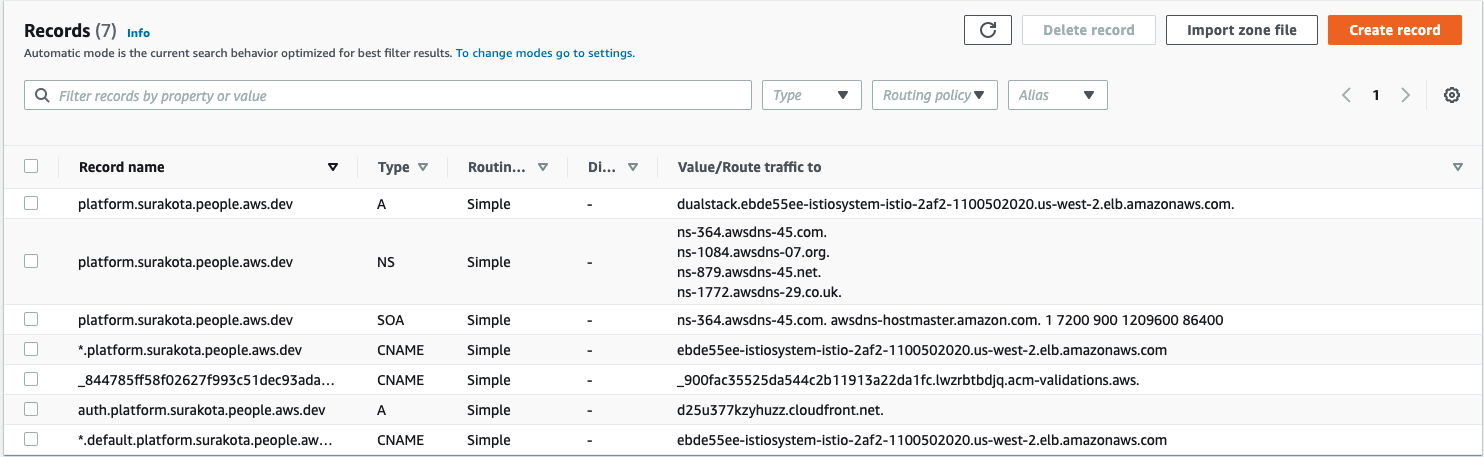 Records (7) Info
Automatic mode is the current search behavior optimized for best filter results. To change modes go to settings.
Delete record
Import zone file
Create record
Filter records by property or value
Type
Routing policy
Alias
1
Record name Type Routin... Di... Value/Route traffic to
platform.surakota.people.aws.dev A Simple - dualstack.ebde55ee-istiosystem-istio-2af2-1100502020.us-west-2.elb.amazonaws.com.
platform.surakota.people.aws.dev NS Simple - ns-364.awsdns-45.com.
ns-1084.awsdns-07.org.
ns-879.awsdns-45.net.
ns-1772.awsdns-29.co.uk.
platform.surakota.people.aws.dev SOA Simple - ns-364.awsdns-45.com. awsdns-hostmaster.amazon.com. 1 7200 900 1209600 86400
*.platform.surakota.people.aws.dev CNAME Simple - ebde55ee-istiosystem-istio-2af2-1100502020.us-west-2.elb.amazonaws.com
_844785ff58f02627f993c51dec93ada... CNAME Simple - _900fac35525da544c2b11913a22da1fc.lwzrbtbdjq.acm-validations.aws.
auth.platform.surakota.people.aws.dev A Simple - d25u377kzyhuzz.cloudfront.net.
*.default.platform.surakota.people.aw... CNAME Simple - ebde55ee-istiosystem-istio-2af2-1100502020.us-west-2.elb.amazonaws.com